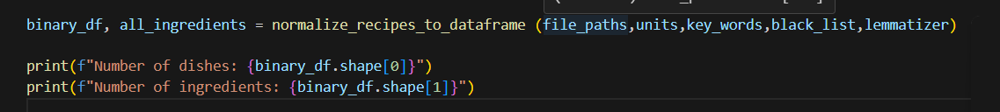 binary_df, all_ingredients = normalize_recipes_to_dataframe (file_paths,units,key_words,black_list,lemmatizer)
print(f"Number of dishes: {binary_df.shape[0]}")
print(f"Number of ingredients: {binary_df.shape[1]}")